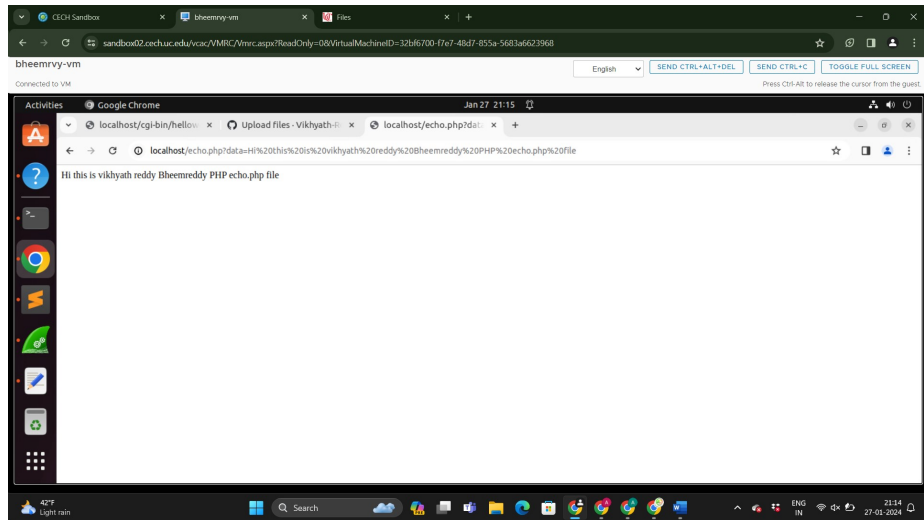 CECH Sandbox
bheemrvy-vm
Files
sandbox02.cech.uc.edu/vcac/VMRC/Vmrc.aspx?ReadOnly=0&VirtualMachineID=32bf6700-f7e7-48d7-855a-5683a6623968
bheemrvy-vm
English
SEND CTRL+ALT+DEL
SEND CTRL+C
TOGGLE FULL SCREEN
Connected to VM
Press Ctrl-Alt to release the cursor from the guest.
Activities
Google Chrome
Jan 27 21:15
localhost/cgi-bin/hellow
Upload files - Vikhyath-R
localhost/echo.php?data
localhost/echo.php?data=Hi%20this%20is%20vikhyath%20reddy%20Bheemreddy%20PHP%20echo.php%20file
Hi this is vikhyath reddy Bheemreddy PHP echo.php file
42°F
Light rain
Search
ENG
IN
21:14
27-01-2024